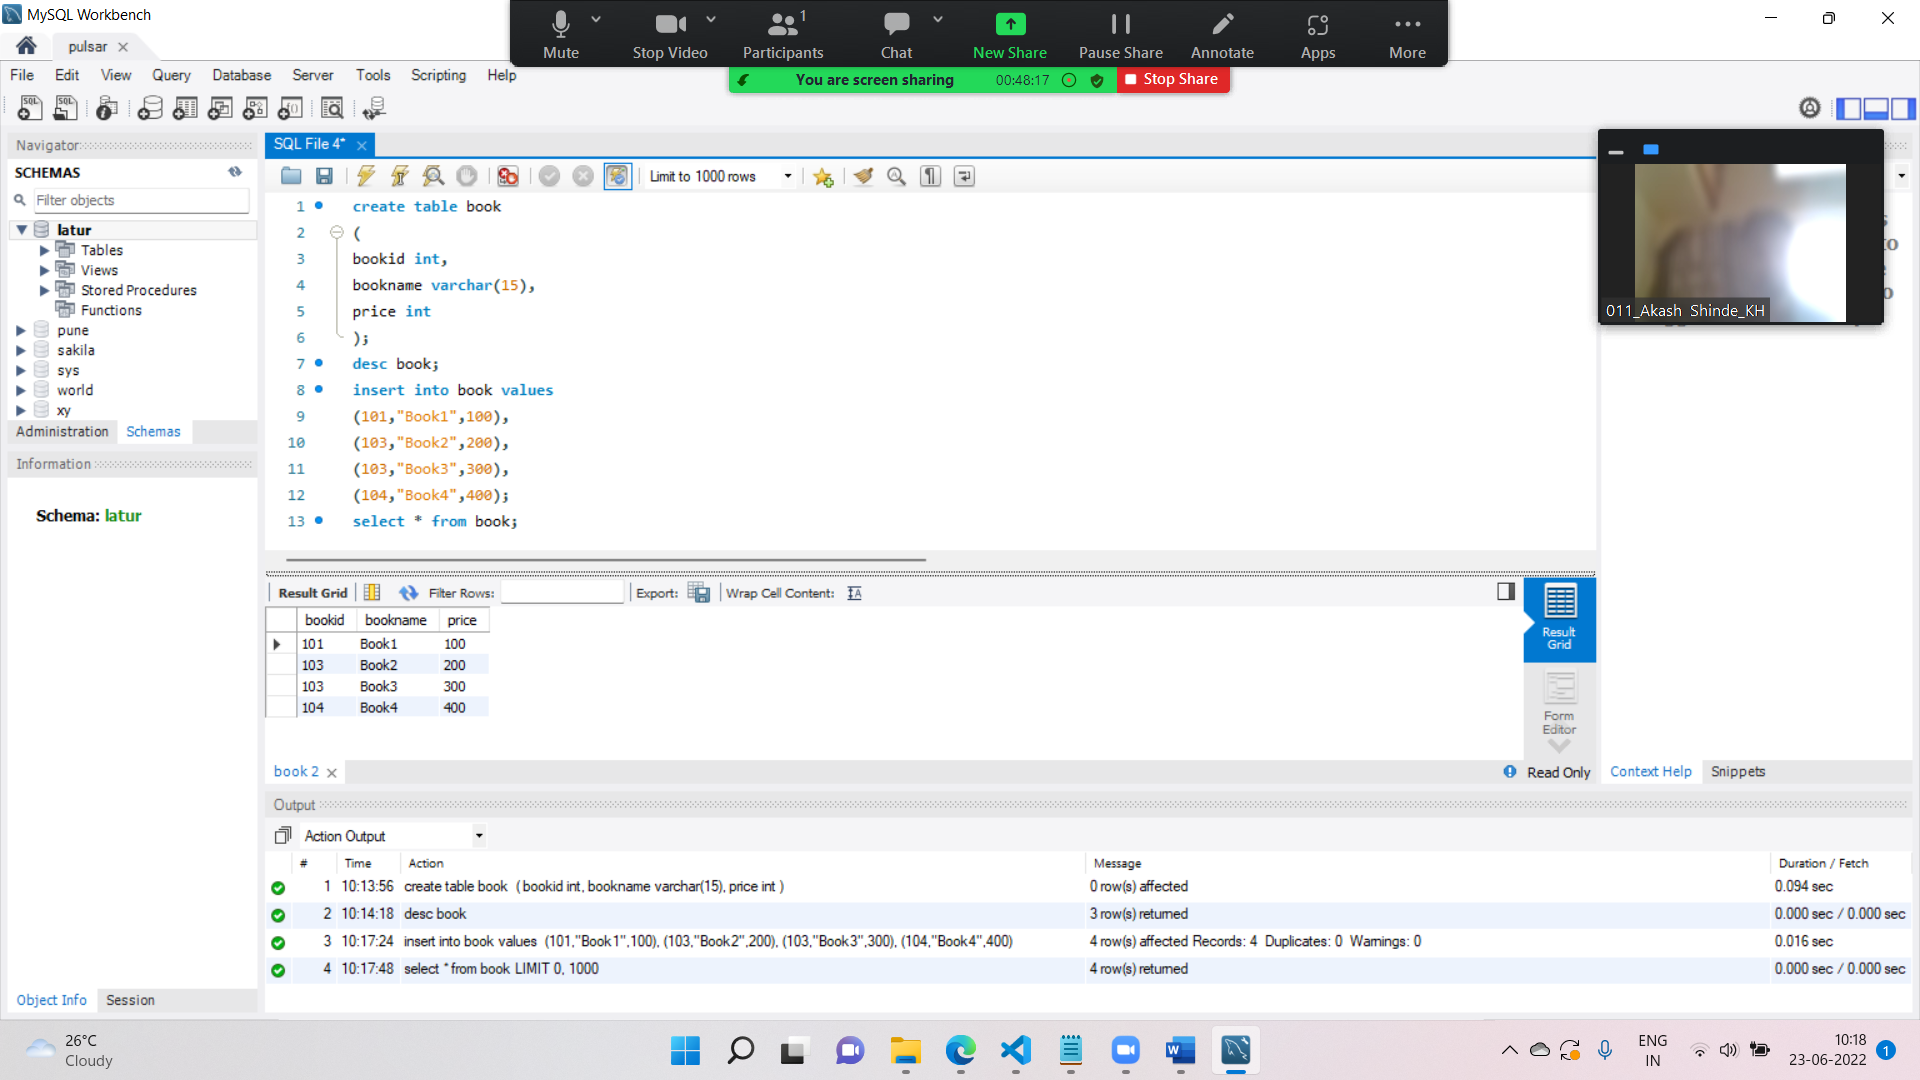 MySQL Workbench
Mute
Stop Video
Participants
1
Chat
New Share
Pause Share
Annotate
Apps
More
You are screen sharing
00:48:17
Stop Share
pulsar
File Edit View Query Database Server Tools Scripting Help
Navigator
SCHEMAS
Filter objects
latur
Tables
Views
Stored Procedures
Functions
pune
sakila
sys
world
xy
Administration Schemas
Information
Schema: latur
Object Info Session
SQL File 4*
Limit to 1000 rows
1 create table book
2 (
3 bookid int,
4 bookname varchar(15),
5 price int
6 );
7 desc book;
8 insert into book values
9 (101,"Book1",100),
10 (103,"Book2",200),
11 (103,"Book3",300),
12 (104,"Book4",400);
13 select * from book;
011_Akash Shinde_KH
Result Grid Filter Rows: Export: Wrap Cell Content:
bookid bookname price
101 Book1 100
103 Book2 200
103 Book3 300
104 Book4 400
Result
Grid
Form
Editor
book 2
Read Only
Context Help Snippets
Output
Action Output
# Time Action Message Duration / Fetch
1 10:13:56 create table book ( bookid int, bookname varchar(15), price int ) 0 row(s) affected 0.094 sec
2 10:14:18 desc book 3 row(s) returned 0.000 sec / 0.000 sec
3 10:17:24 insert into book values (101,"Book1",100), (103,"Book2",200), (103,"Book3",300), (104,"Book4",400) 4 row(s) affected Records: 4 Duplicates: 0 Warnings: 0 0.016 sec
4 10:17:48 select * from book LIMIT 0, 1000 4 row(s) returned 0.000 sec / 0.000 sec
26°C
Cloudy
ENG
IN
10:18
23-06-2022
1